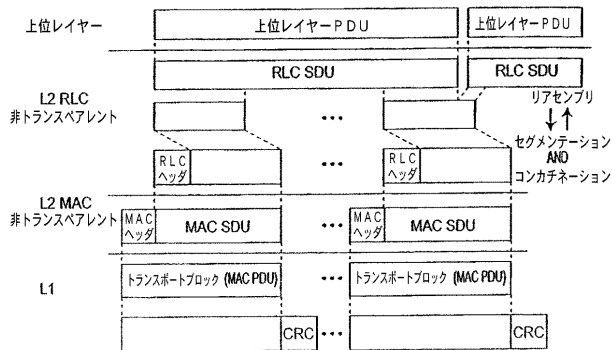 上位レイヤー
上位レイヤーPDU
上位レイヤーPDU
RLC SDU
RLC SDU
L2 RLC
非トランスペアレント
リアセンブリ
セグメンテーション
AND
コンカチネーション
RLC
ヘッダ
RLC
ヘッダ
L2 MAC
非トランスペアレント
MAC
ヘッダ
MAC SDU
MAC
ヘッダ
MAC SDU
L1
トランスポートブロック (MAC PDU)
トランスポートブロック (MAC PDU)
CRC
CRC